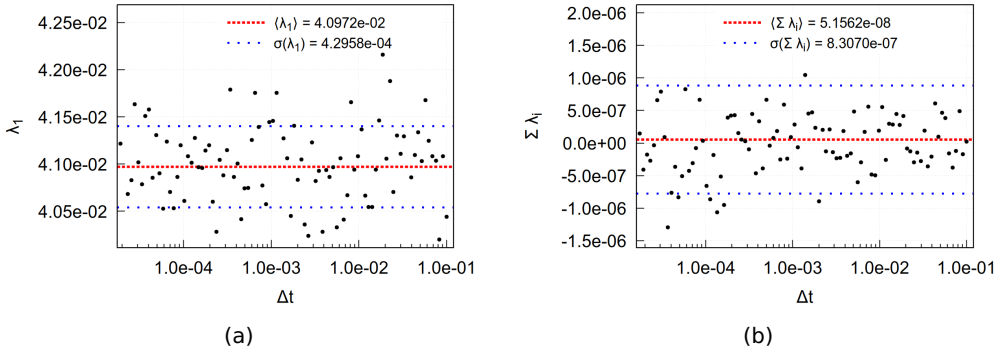 4.25e-02
4.20e-02
4.15e-02
4.10e-02
4.05e-02
λ1
⟨λ1⟩ = 4.0972e-02
σ(λ1) = 4.2958e-04
1.0e-04 1.0e-03 1.0e-02 1.0e-01
Δt
(a)
2.0e-06
1.5e-06
1.0e-06
5.0e-07
0.0e+00
-5.0e-07
-1.0e-06
-1.5e-06
Σ λi
⟨Σ λi⟩ = 5.1562e-08
σ(Σ λi) = 8.3070e-07
1.0e-04 1.0e-03 1.0e-02 1.0e-01
Δt
(b)